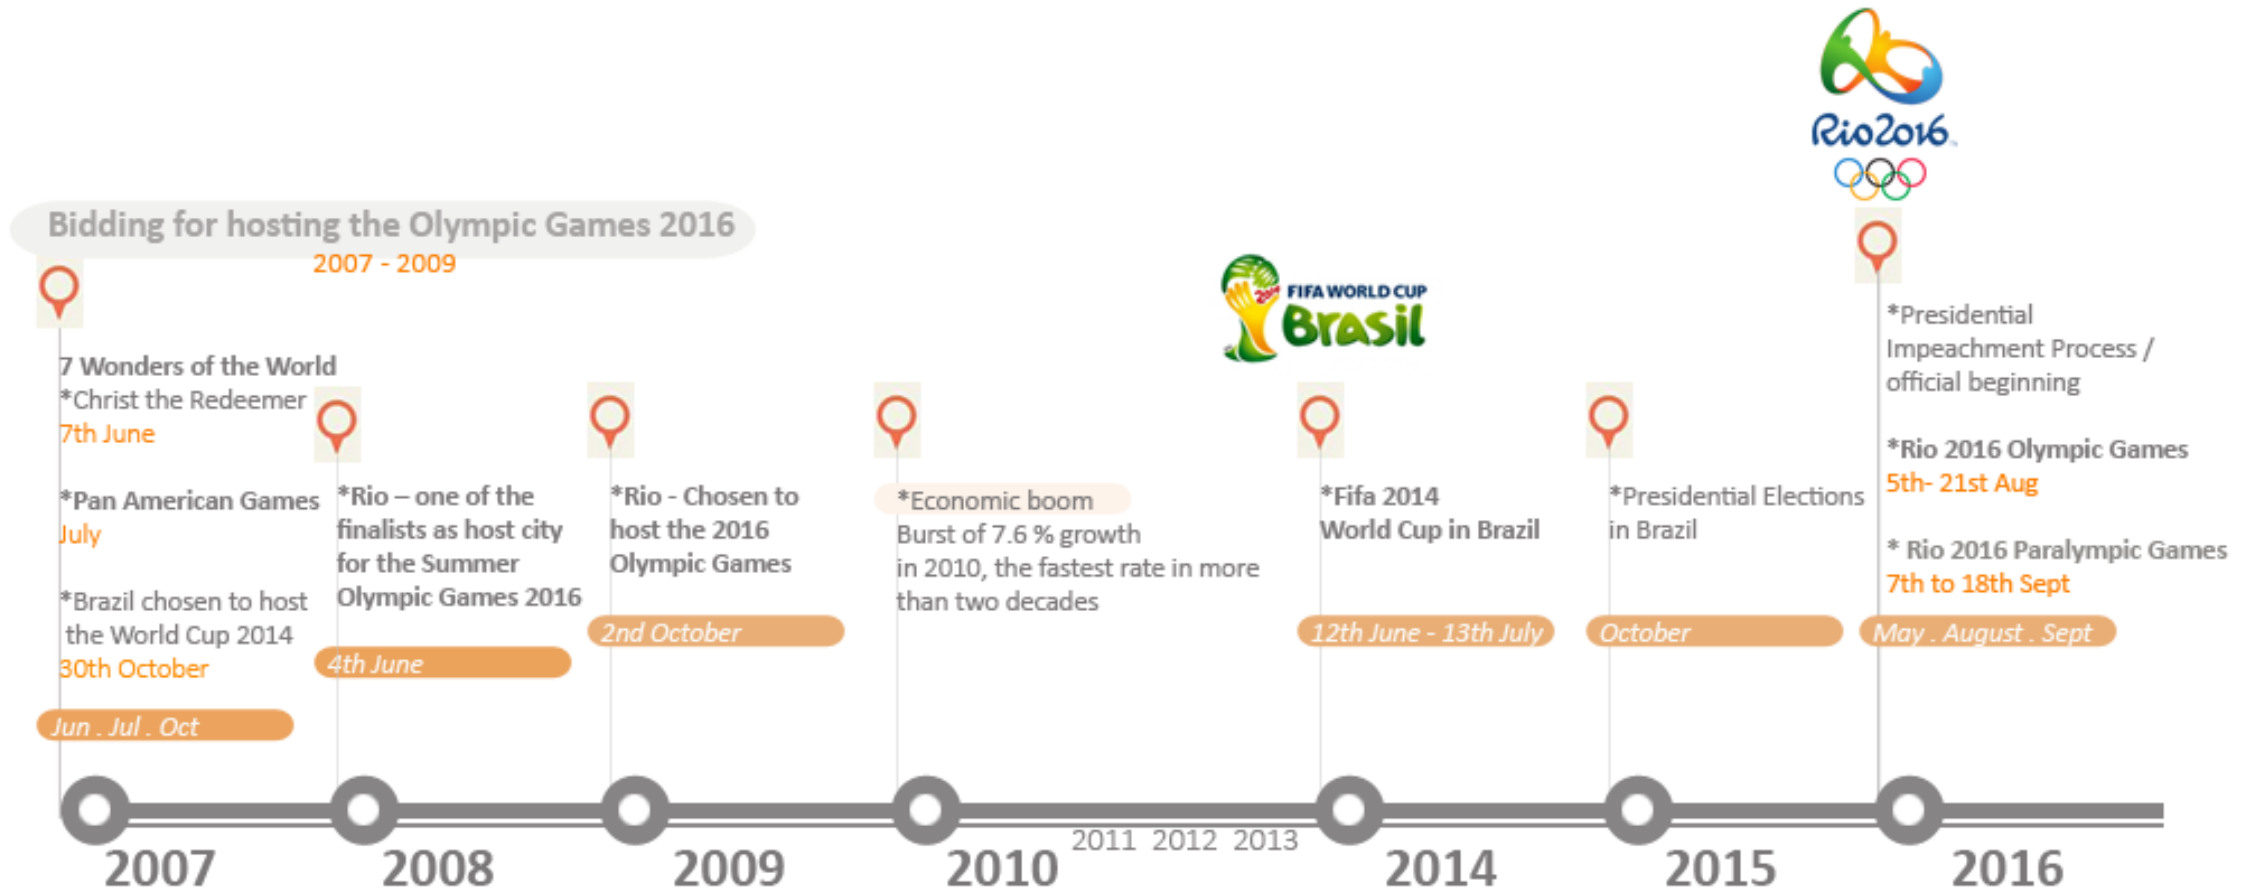 Rio2016
Bidding for hosting the Olympic Games 2016
2007 - 2009
7 Wonders of the World
*Christ the Redeemer
7th June
*Pan American Games
July
*Brazil chosen to host
the World Cup 2014
30th October
Jun . Jul . Oct
*Rio – one of the
finalists as host city
for the Summer
Olympic Games 2016
4th June
*Rio - Chosen to
host the 2016
Olympic Games
2nd October
*Economic boom
Burst of 7.6 % growth
in 2010, the fastest rate in more
than two decades
2014
FIFA WORLD CUP
Brasil
*Fifa 2014
World Cup in Brazil
12th June - 13th July
*Presidential Elections
in Brazil
October
*Presidential
Impeachment Process /
official beginning
*Rio 2016 Olympic Games
5th- 21st Aug
* Rio 2016 Paralympic Games
7th to 18th Sept
May . August . Sept
2007
2008
2009
2010
2011 2012 2013
2014
2015
2016